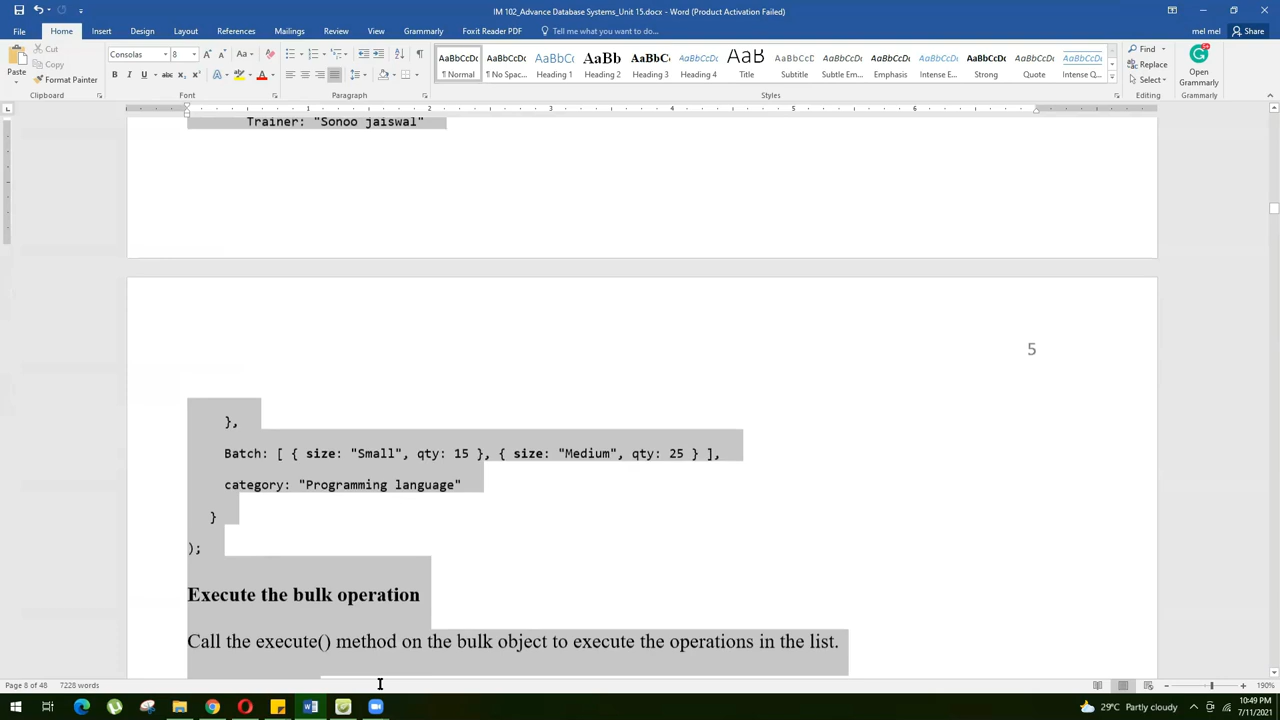 IM 102_Advance Database Systems_Unit 15.docx - Word (Product Activation Failed)
mel mel
Share
File Home Insert Design Layout References Mailings Review View Grammarly Foxit Reader PDF Tell me what you want to do...
Paste
Cut
Copy
Format Painter
Clipboard
Consolas 8
Font
Paragraph
AaBbCcDc AaBbCcDc AaBbCc AaBb AaBbCc AaBbCcDc AaB AaBbCcD AaBbCcDc AaBbCcDc AaBbCcDc AaBbCcDc AaBbCcDc AaBbCcDc
¶ Normal ¶ No Spac... Heading 1 Heading 2 Heading 3 Heading 4 Title Subtitle Subtle Em... Emphasis Intense E... Strong Quote Intense Q...
Styles
Find
Replace
Select
Editing
Open
Grammarly
Grammarly
1 2 3 4 5 6
Trainer: "Sonoo jaiswal"
5
},
Batch: [ { size: "Small", qty: 15 }, { size: "Medium", qty: 25 } ],
category: "Programming language"
}
);
Execute the bulk operation
Call the execute() method on the bulk object to execute the operations in the list.
Page 8 of 48 7228 words
190%
29°C Partly cloudy
10:49 PM
7/11/2021